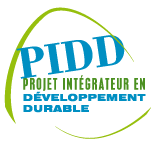 PIDD
PROJET INTÉGRATEUR EN
DÉVELOPPEMENT
DURABLE